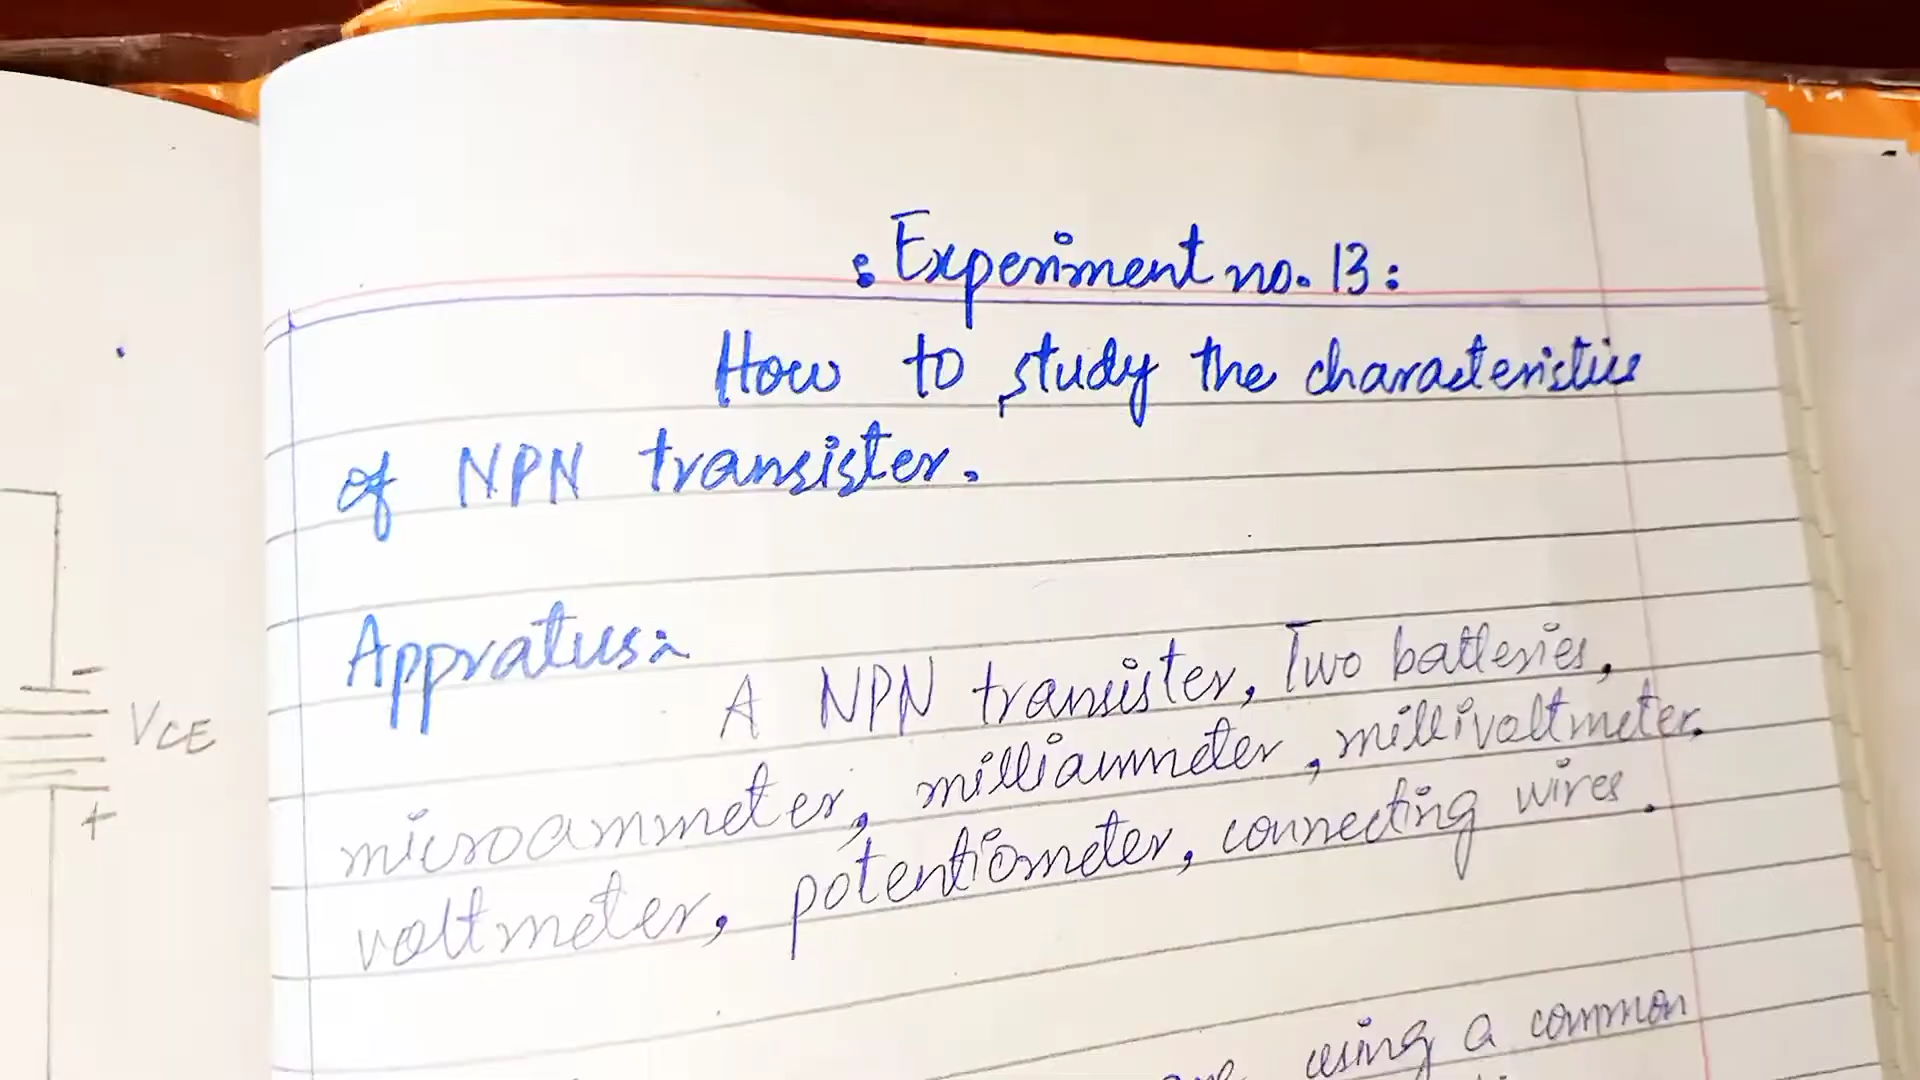 : Experiment no. 13:
How to study the characteristics
of NPN transister.
Appratus:
A NPN transister, Two batteries,
microammeter, milliammeter, millivoltmeter,
voltmeter, potentiometer, connecting wires.
using a common
VCE
+